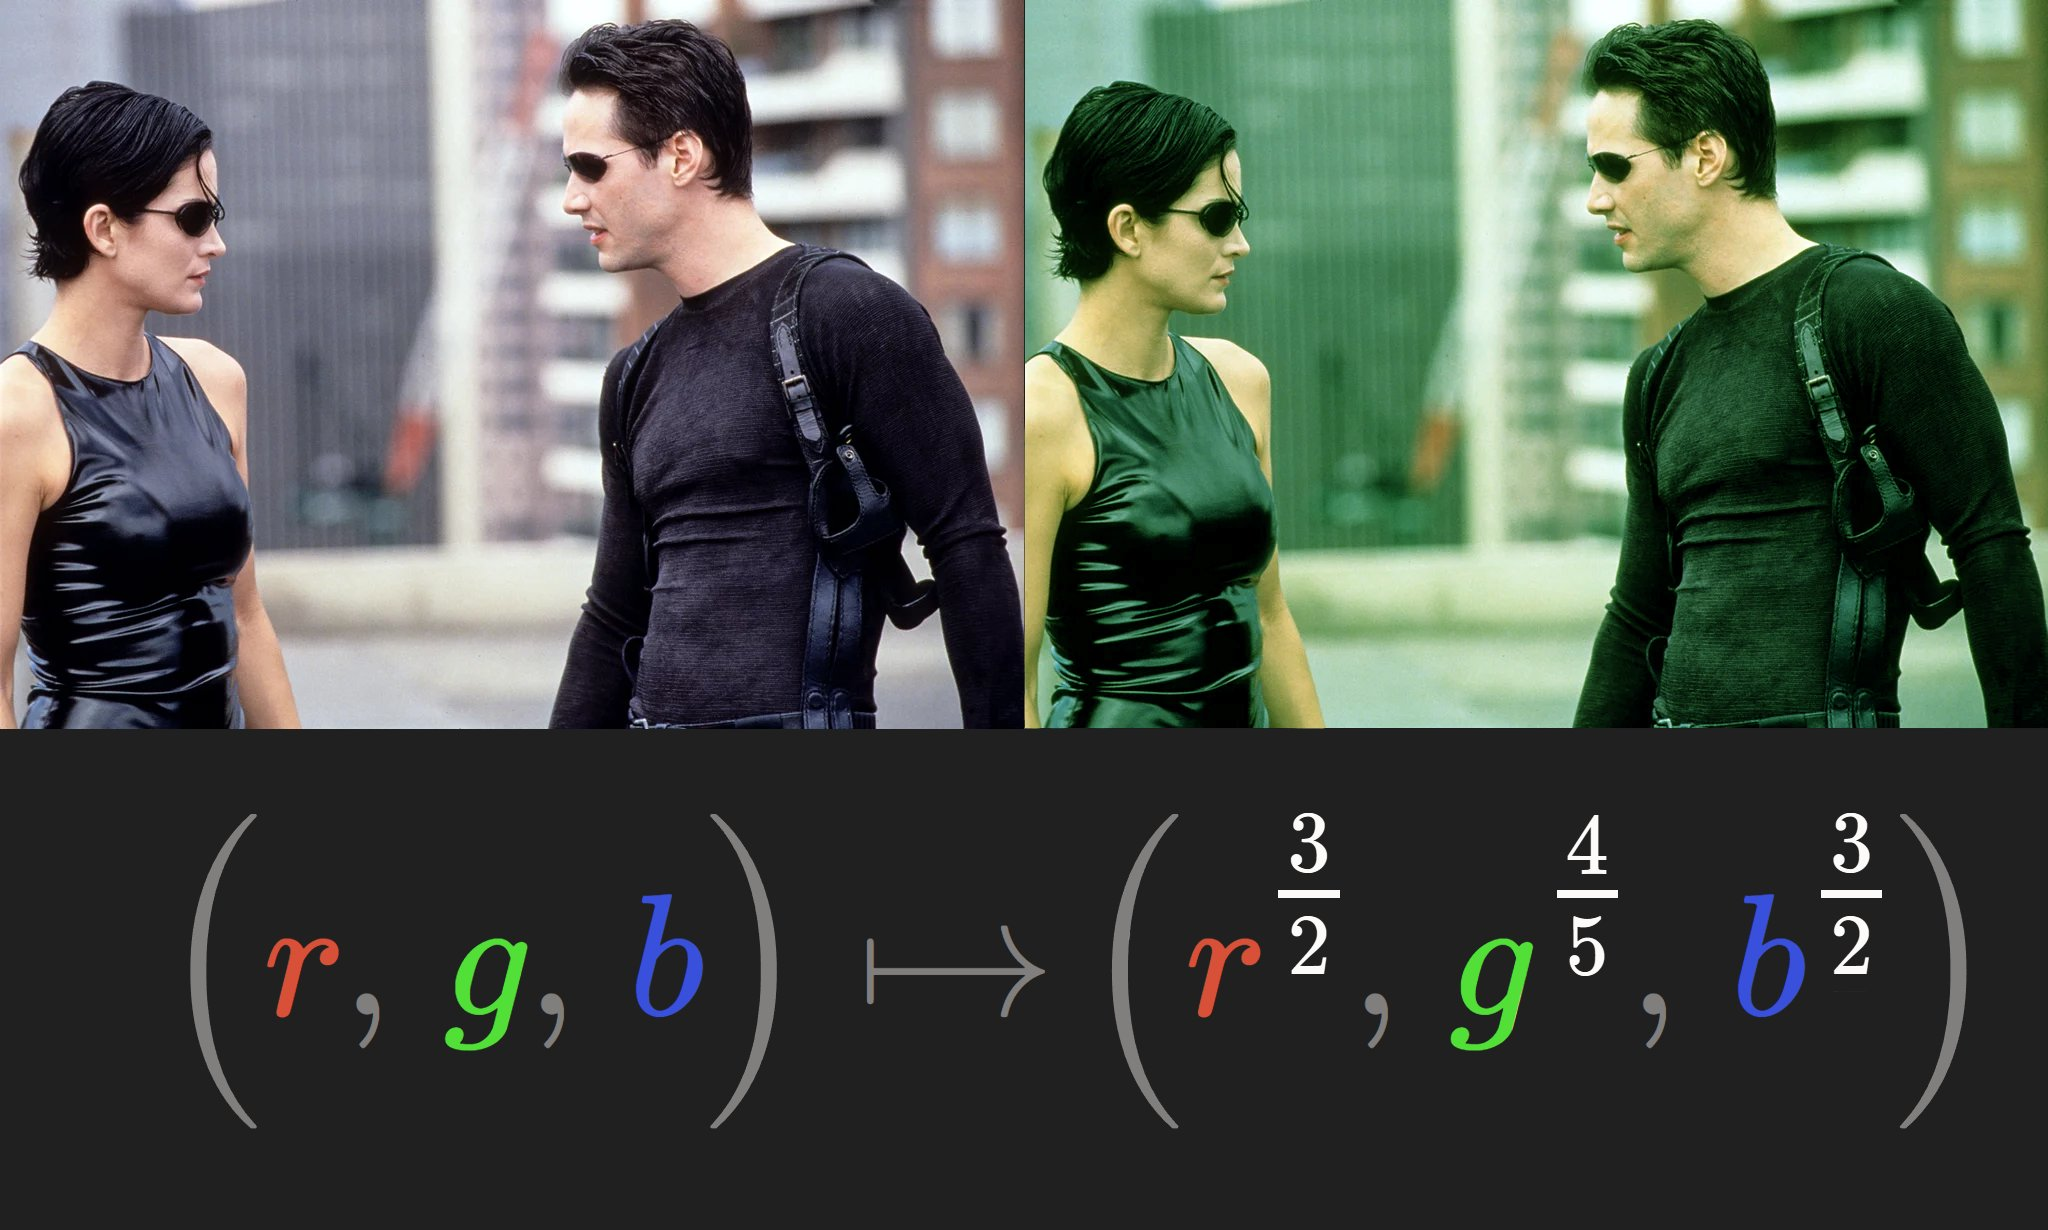 (r, g, b) ↦ (r^{3/2}, g^{4/5}, b^{3/2})